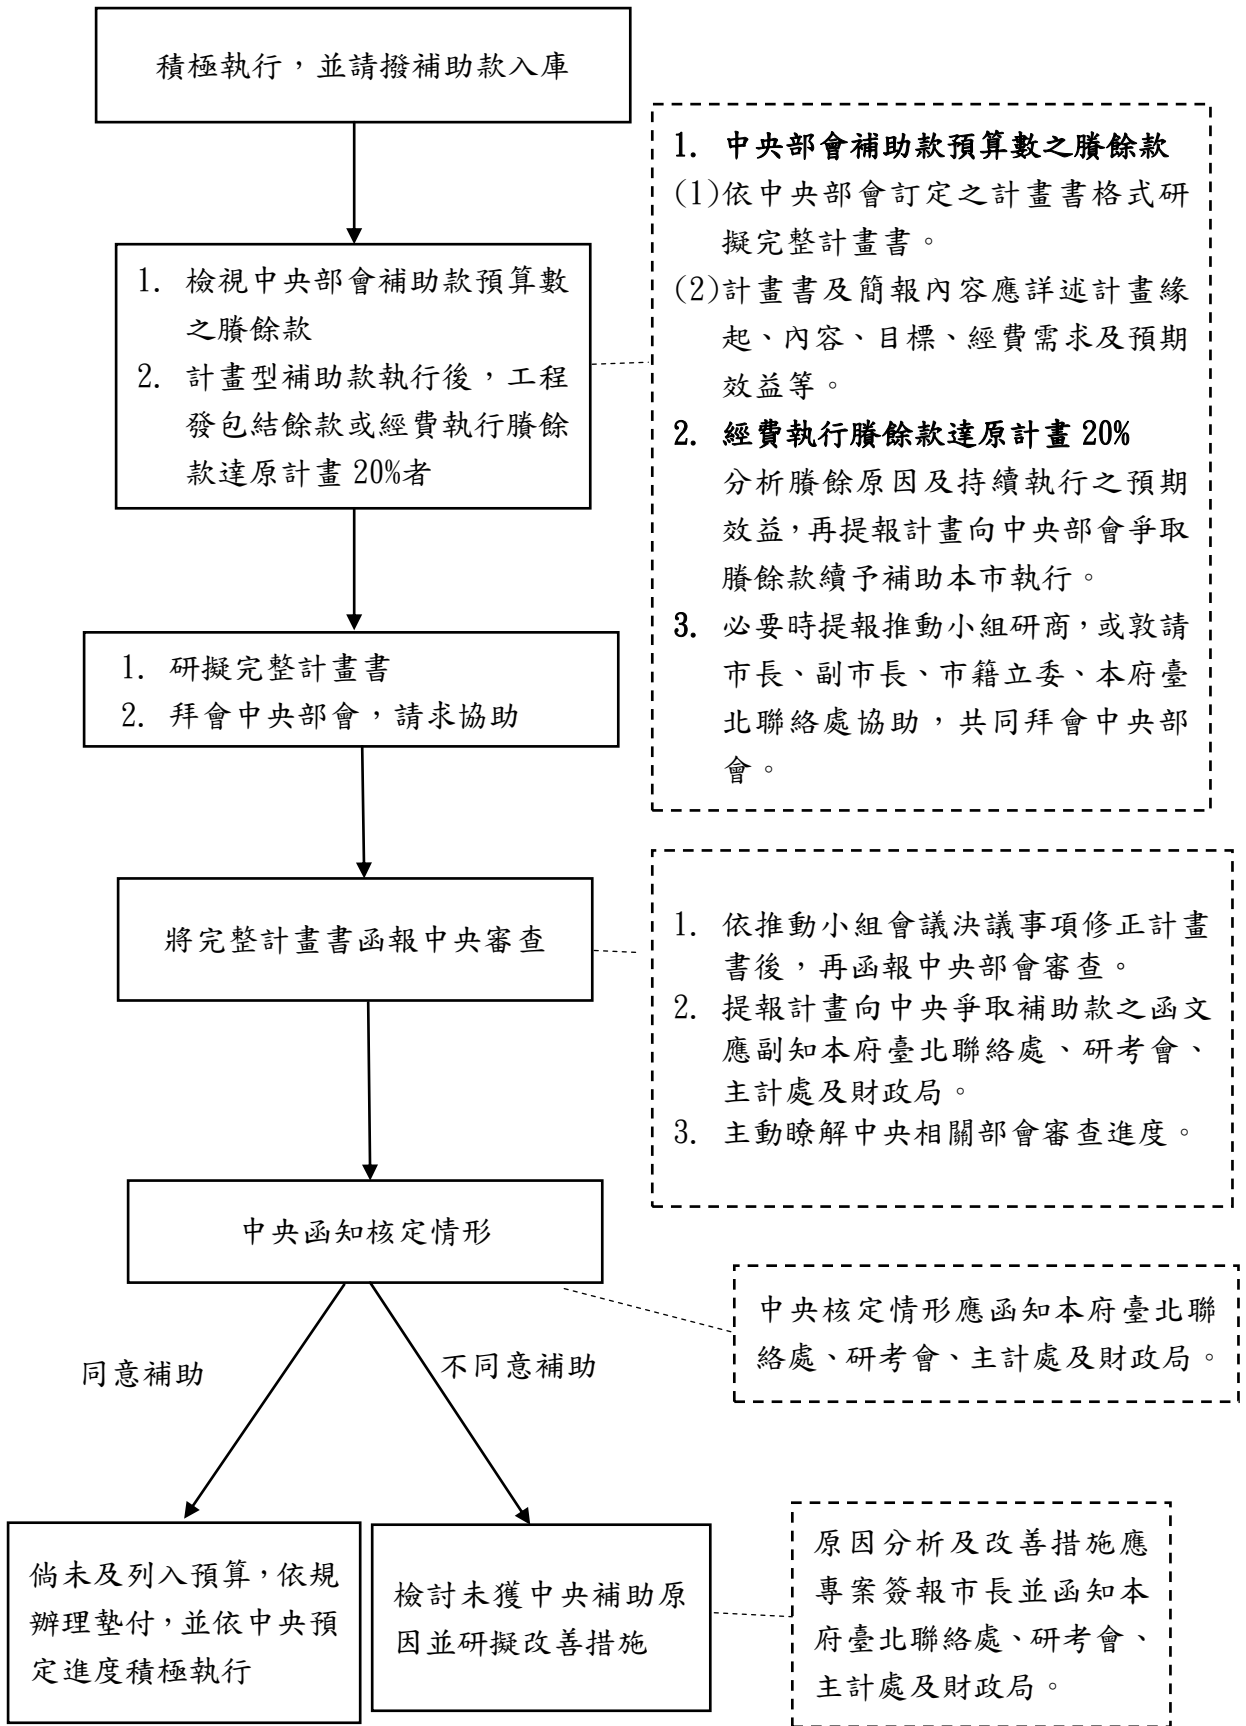 積極執行，並請撥補助款入庫
1. 檢視中央部會補助款預算數
之賸餘款
2. 計畫型補助款執行後，工程
發包結餘款或經費執行賸餘
款達原計畫 20%者
1. 中央部會補助款預算數之賸餘款
(1)依中央部會訂定之計畫書格式研
擬完整計畫書。
(2)計畫書及簡報內容應詳述計畫緣
起、內容、目標、經費需求及預期
效益等。
2. 經費執行賸餘款達原計畫 20%
分析賸餘原因及持續執行之預期
效益，再提報計畫向中央部會爭取
賸餘款續予補助本市執行。
3. 必要時提報推動小組研商，或敦請
市長、副市長、市籍立委、本府臺
北聯絡處協助，共同拜會中央部
會。
1. 研擬完整計畫書
2. 拜會中央部會，請求協助
將完整計畫書函報中央審查
1. 依推動小組會議決議事項修正計畫
書後，再函報中央部會審查。
2. 提報計畫向中央爭取補助款之函文
應副知本府臺北聯絡處、研考會、
主計處及財政局。
3. 主動瞭解中央相關部會審查進度。
中央函知核定情形
中央核定情形應函知本府臺北聯
絡處、研考會、主計處及財政局。
同意補助
不同意補助
倘未及列入預算，依規
辦理墊付，並依中央預
定進度積極執行
檢討未獲中央補助原
因並研擬改善措施
原因分析及改善措施應
專案簽報市長並函知本
府臺北聯絡處、研考會、
主計處及財政局。